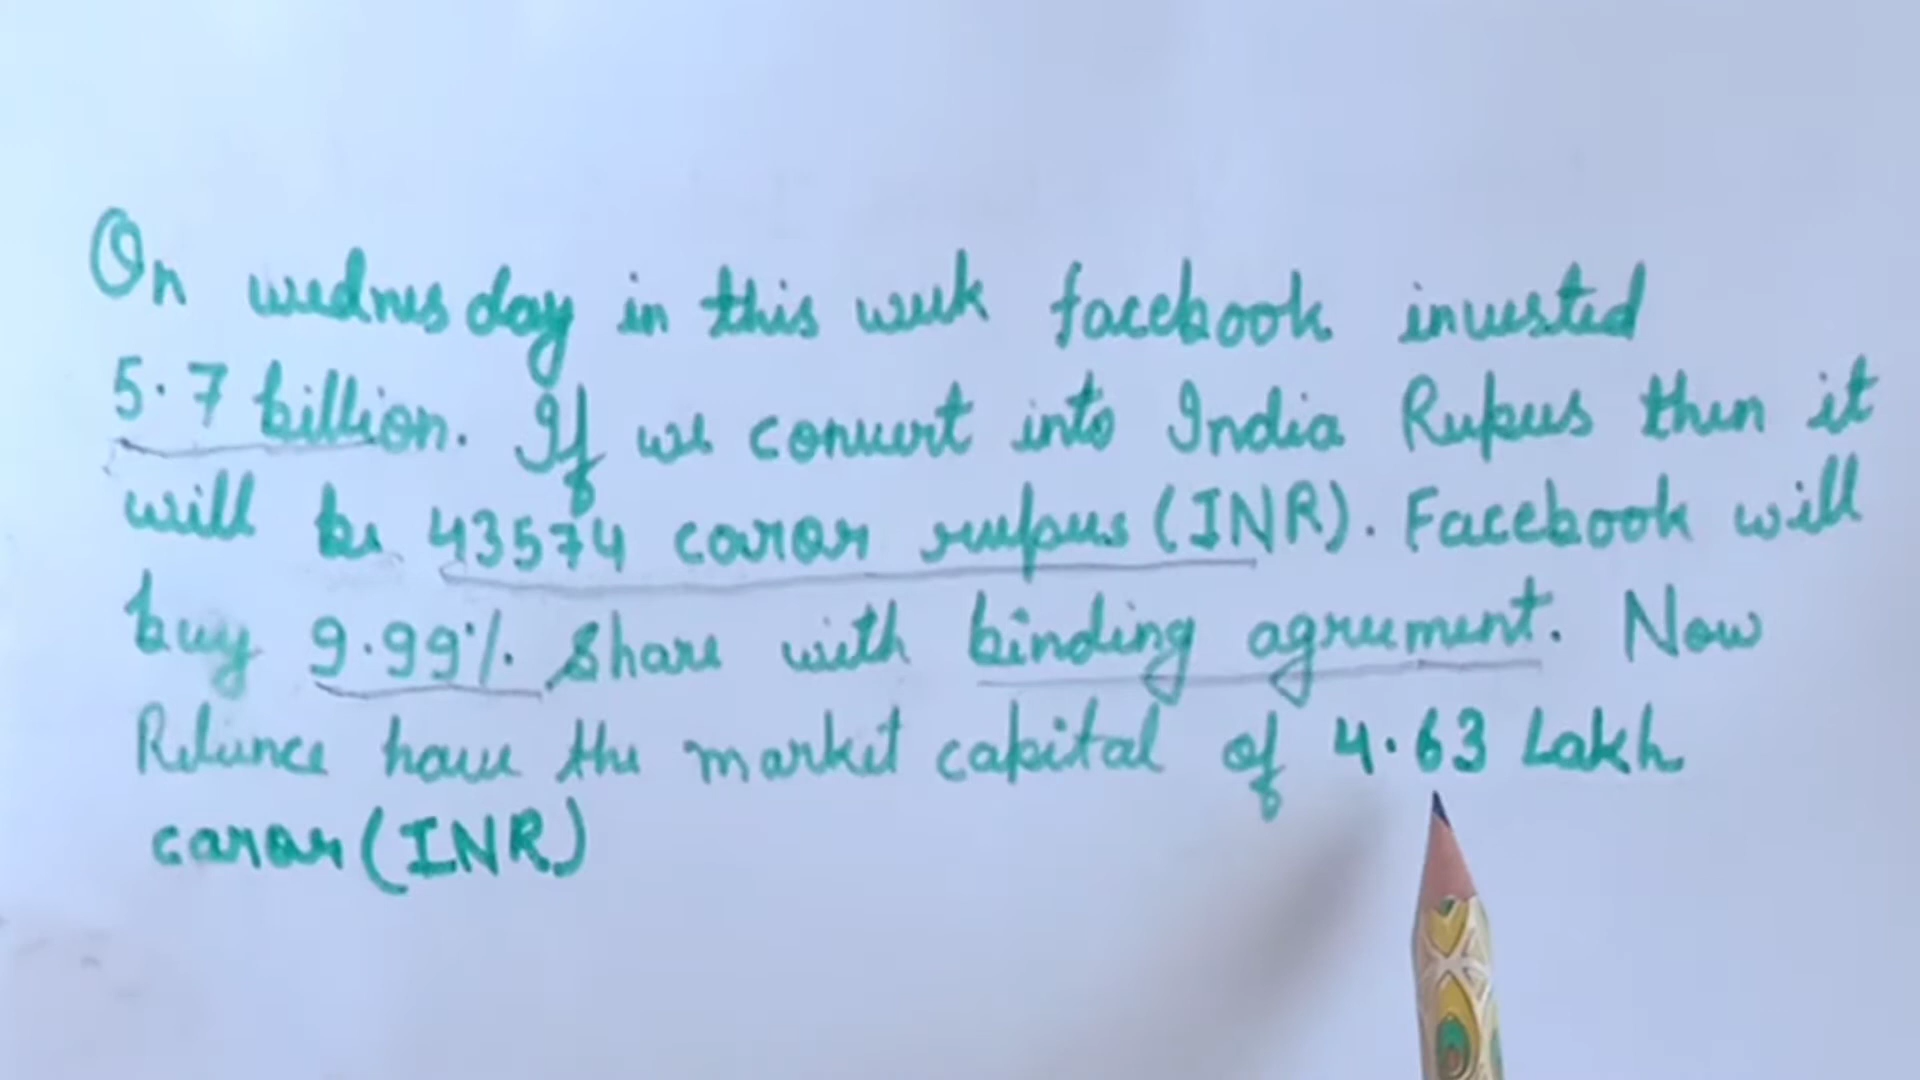 On wednesday in this week facebook invested
5.7 billion. If we convert into India Rupees then it
will be 43574 caror rupees (INR). Facebook will
buy 9.99% Share with binding agreement. Now
Reliance have the market capital of 4.63 Lakh
caror (INR)